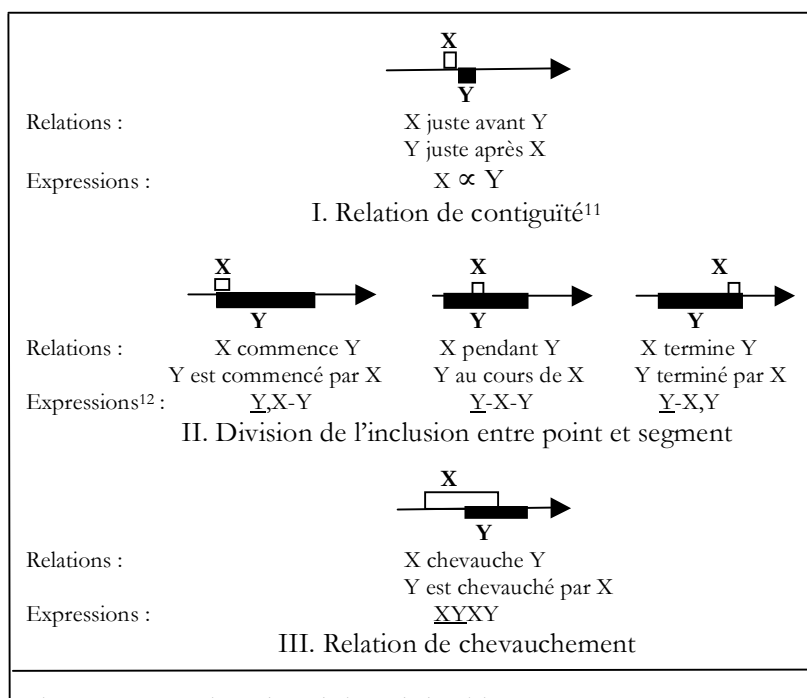 X
Y
Relations : X juste avant Y
Y juste après X
Expressions : X ∝ Y
I. Relation de contiguïté11
X X X
Y Y Y
Relations : X commence Y X pendant Y X termine Y
Y est commencé par X Y au cours de X Y terminé par X
Expressions12 : Y,X-Y Y-X-Y Y-X,Y
II. Division de l'inclusion entre point et segment
X
Y
Relations : X chevauche Y
Y est chevauché par X
Expressions : XYXY
III. Relation de chevauchement